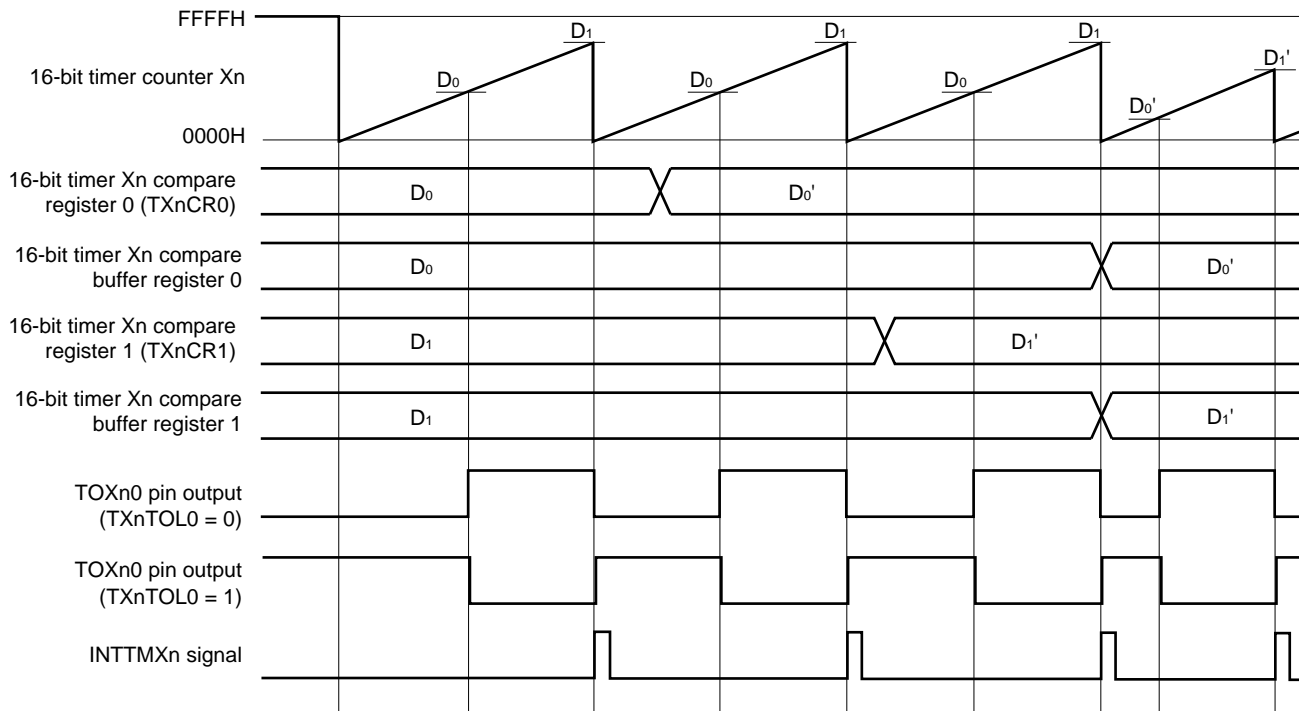 FFFFH
16-bit timer counter Xn
0000H
D₀
D₁
D₀
D₁
D₀
D₁
D₀'
D₁'
16-bit timer Xn compare
register 0 (TXnCR0)
D₀
D₀'
16-bit timer Xn compare
buffer register 0
D₀
D₀'
16-bit timer Xn compare
register 1 (TXnCR1)
D₁
D₁'
16-bit timer Xn compare
buffer register 1
D₁
D₁'
TOXn0 pin output
(TXnTOL0 = 0)
TOXn0 pin output
(TXnTOL0 = 1)
INTTMXn signal